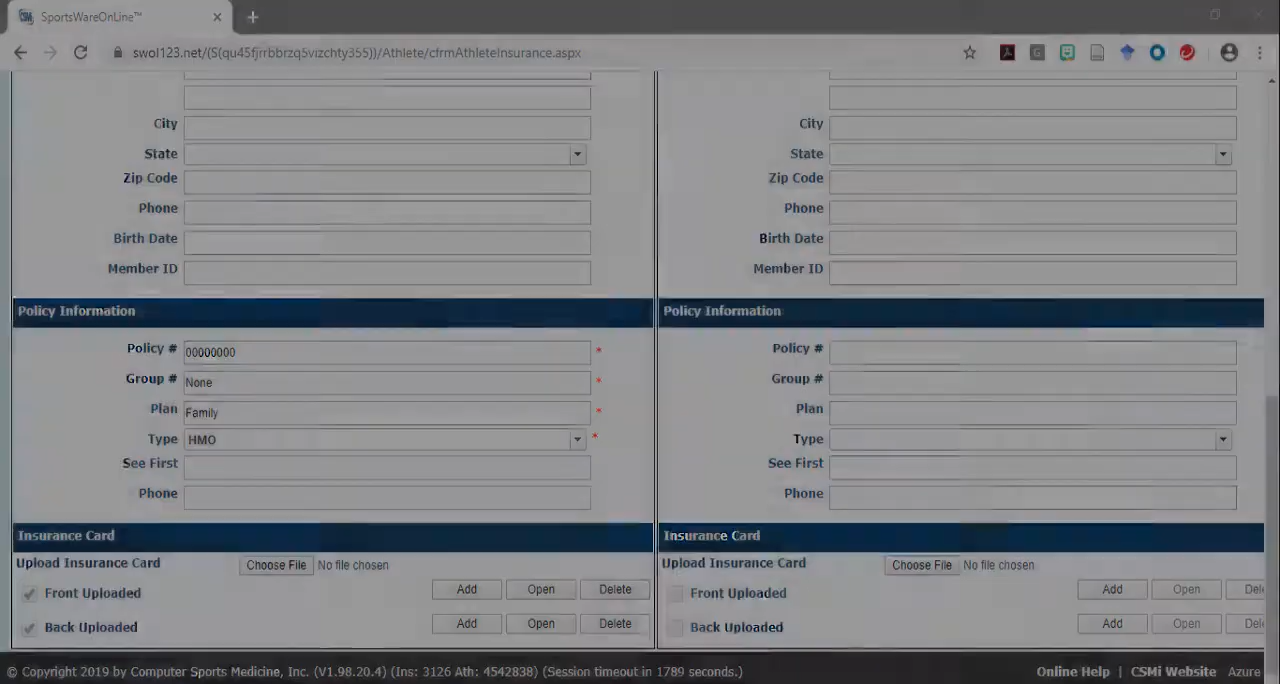 SportsWareOnLine™
swol123.net/(S(qu45fjrrbbrzq5vizchty355))/Athlete/cfrmAthleteInsurance.aspx
City City
State State
Zip Code Zip Code
Phone Phone
Birth Date Birth Date
Member ID Member ID
Policy Information Policy Information
Policy # 00000000 * Policy #
Group # None * Group #
Plan Family * Plan
Type HMO * Type
See First See First
Phone Phone
Insurance Card Insurance Card
Upload Insurance Card Choose File No file chosen Upload Insurance Card Choose File No file chosen
Front Uploaded Add Open Delete Front Uploaded Add Open Del
Back Uploaded Add Open Delete Back Uploaded Add Open Del
© Copyright 2019 by Computer Sports Medicine, Inc. (V1.98.20.4) (Ins: 3126 Ath: 4542838) (Session timeout in 1789 seconds.) Online Help | CSMi Website Azure